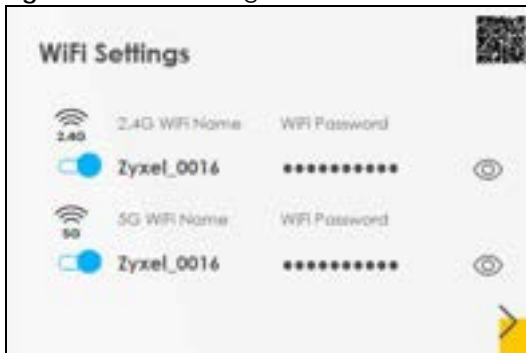 WiFi Settings
2.4G WiFi Name WiFi Password
2.4G
Zyxel_0016 ●●●●●●●●●●
5G WiFi Name WiFi Password
5G
Zyxel_0016 ●●●●●●●●●●